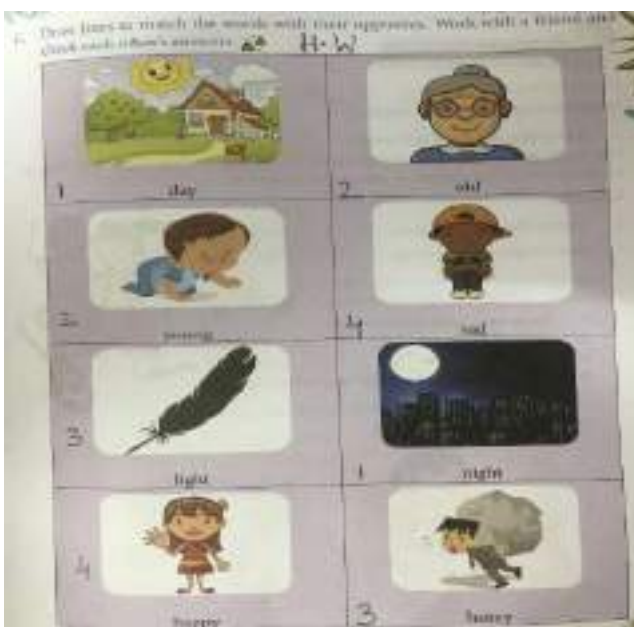 6. Draw lines to match the words with their opposites. Work with a friend and
check each other's answers. H.W
1 day 2 old
2 young 4 sad
3 light 1 night
4 happy 3 heavy